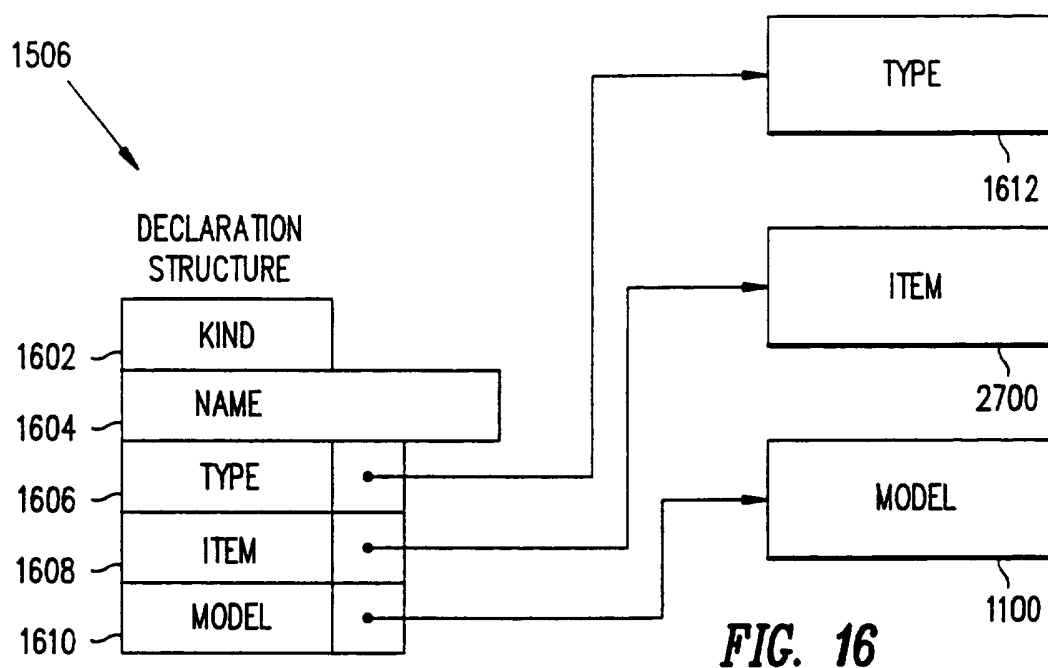 1506
DECLARATION
STRUCTURE
1602
KIND
1604
NAME
1606
TYPE
1608
ITEM
1610
MODEL
TYPE
1612
ITEM
2700
MODEL
1100
FIG. 16